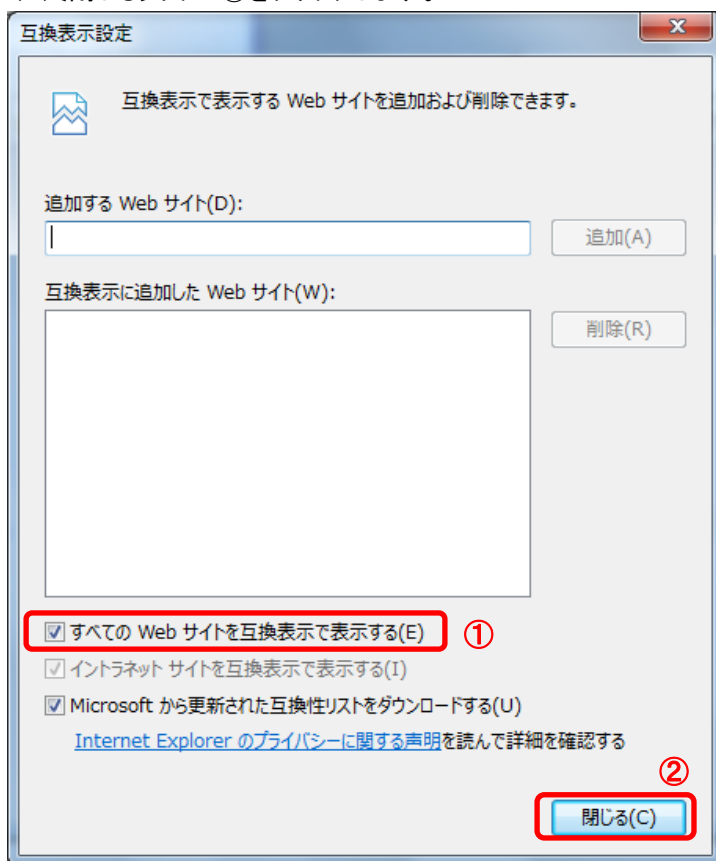 互換表示設定
互換表示で表示する Web サイトを追加および削除できます。
追加する Web サイト(D):
追加(A)
互換表示に追加した Web サイト(W):
削除(R)
すべての Web サイトを互換表示で表示する(E) ①
イントラネット サイトを互換表示で表示する(I)
Microsoft から更新された互換性リストをダウンロードする(U)
Internet Explorer のプライバシーに関する声明を読んで詳細を確認する
②
閉じる(C)